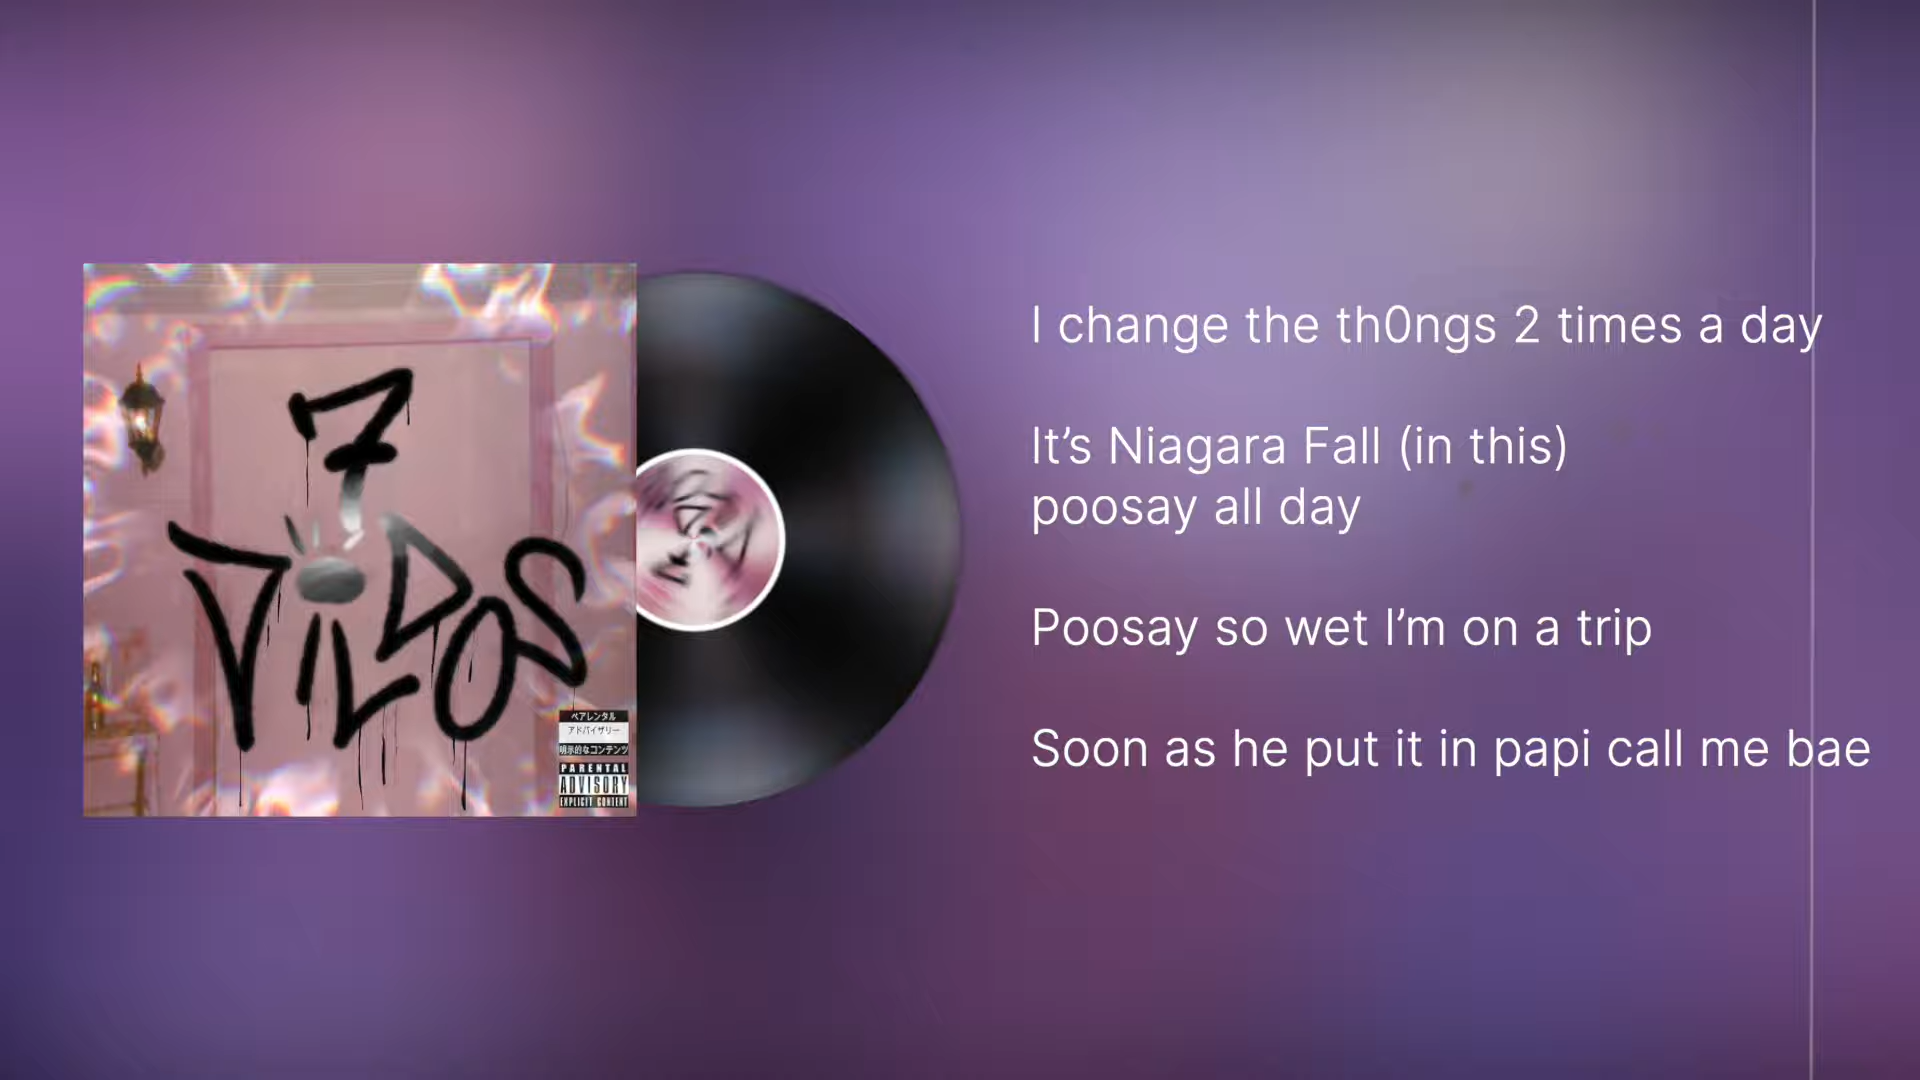 7
VILDOS
ペアレンタル
アドバイザリー
明示的なコンテンツ
PARENTAL
ADVISORY
EXPLICIT CONTENT
I change the th0ngs 2 times a day
It’s Niagara Fall (in this)
poosay all day
Poosay so wet I’m on a trip
Soon as he put it in papi call me bae